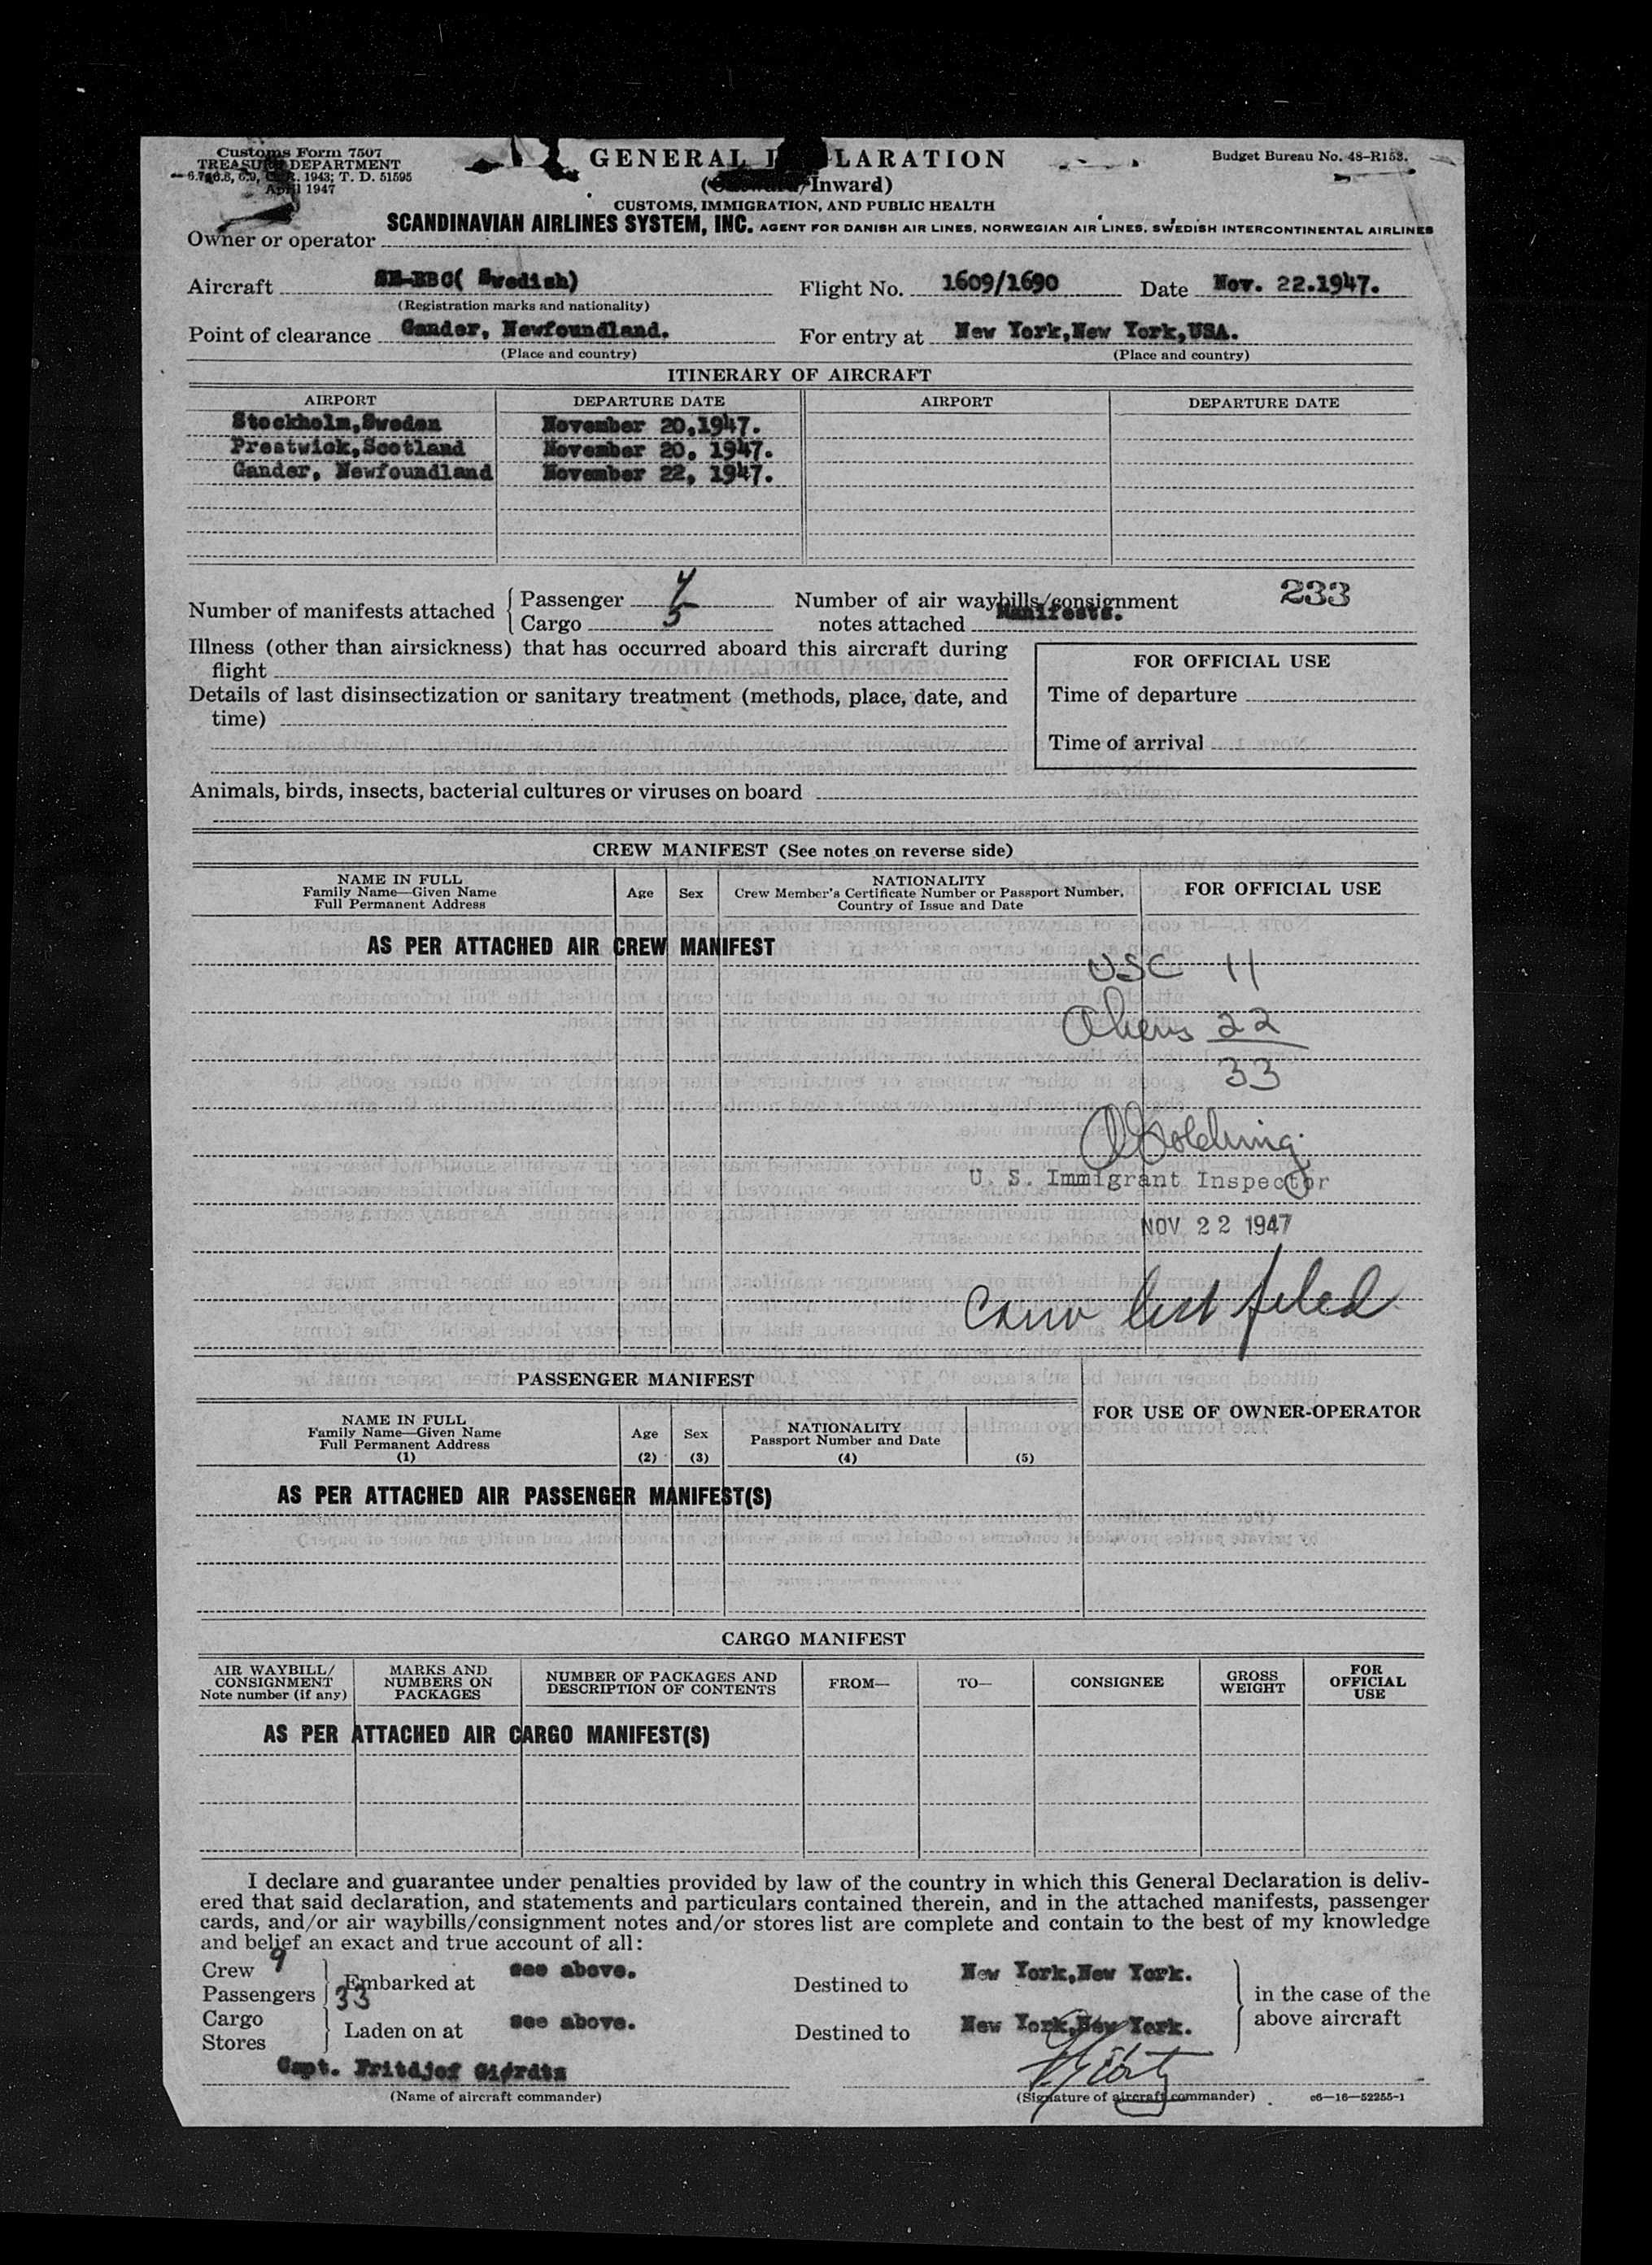 Customs Form 7507
TREASURY DEPARTMENT
1943; T. D. 51595
April 1947
GENERAL DECLARATION
Inward)
CUSTOMS, IMMIGRATION, AND PUBLIC HEALTH
Budget Bureau No. 48-R153.
SCANDINAVIAN AIRLINES SYSTEM, INC. AGENT FOR DANISH AIR LINES, NORWEGIAN AIR LINES, SWEDISH INTERCONTINENTAL AIRLINES
Owner or operator
Aircraft SE-BBC( Swedish) Flight No. 1609/1690 Date Nov. 22.1947.
(Registration marks and nationality)
Point of clearance Gander, Newfoundland. For entry at New York,New York,USA.
(Place and country) (Place and country)
ITINERARY OF AIRCRAFT
AIRPORT DEPARTURE DATE AIRPORT DEPARTURE DATE
Stockholm,Sweden November 20,1947.
Prestwick,Scotland November 20, 1947.
Gander, Newfoundland November 22, 1947.
233
Number of manifests attached Passenger 4 Number of air waybills/consignment
Cargo 5 notes attached Manifests.
Illness (other than airsickness) that has occurred aboard this aircraft during
flight
Details of last disinsectization or sanitary treatment (methods, place, date, and
time)
FOR OFFICIAL USE
Time of departure
Time of arrival
Animals, birds, insects, bacterial cultures or viruses on board
CREW MANIFEST (See notes on reverse side)
NAME IN FULL
Family Name—Given Name
Full Permanent Address
Age Sex
NATIONALITY
Crew Member's Certificate Number or Passport Number,
Country of Issue and Date
FOR OFFICIAL USE
AS PER ATTACHED AIR CREW MANIFEST
USC 11
Aliens 22
33
U. S. Immigrant Inspector
NOV 22 1947
list filed
PASSENGER MANIFEST
FOR USE OF OWNER-OPERATOR
NAME IN FULL
Family Name—Given Name
Full Permanent Address
(1)
Age
(2)
Sex
(3)
NATIONALITY
Passport Number and Date
(4) (5)
AS PER ATTACHED AIR PASSENGER MANIFEST(S)
CARGO MANIFEST
AIR WAYBILL/
CONSIGNMENT
Note number (if any)
MARKS AND
NUMBERS ON
PACKAGES
NUMBER OF PACKAGES AND
DESCRIPTION OF CONTENTS
FROM— TO— CONSIGNEE
GROSS
WEIGHT
FOR
OFFICIAL
USE
AS PER ATTACHED AIR CARGO MANIFEST(S)
I declare and guarantee under penalties provided by law of the country in which this General Declaration is deliv-
ered that said declaration, and statements and particulars contained therein, and in the attached manifests, passenger
cards, and/or air waybills/consignment notes and/or stores list are complete and contain to the best of my knowledge
and belief an exact and true account of all:
Crew 9
Passengers 33 Embarked at see above. Destined to New York,New York. in the case of the
Cargo above aircraft
Stores Laden on at see above. Destined to New York,New York.
Capt. Fritdjof Giørdtz
(Name of aircraft commander) (Signature of aircraft commander) c6—16—52255-1